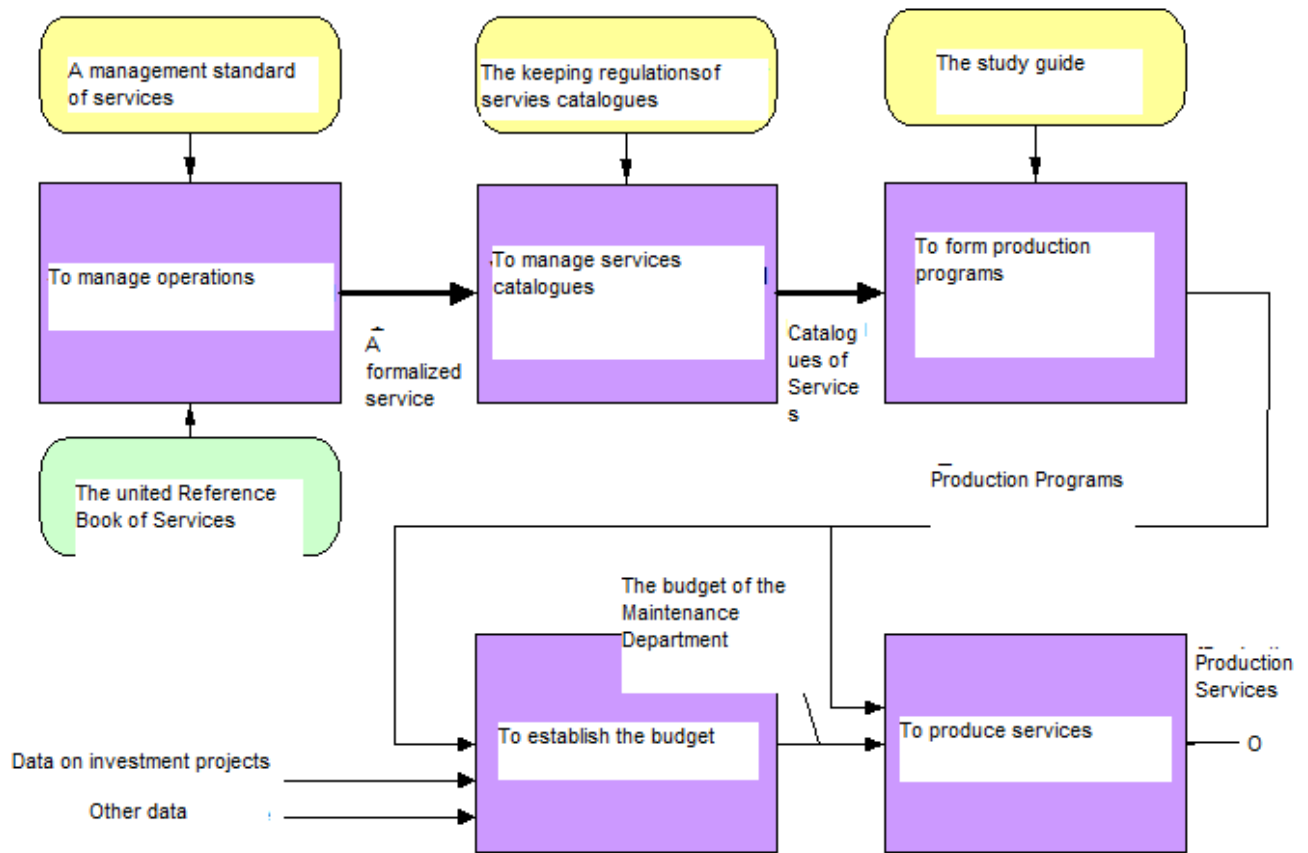 A management standard
of services
The keeping regulationsof
servies catalogues
The study guide
To manage operations
To manage services
catalogues
To form production
programs
A
formalized
service
Catalog
ues of
Service
s
The united Reference
Book of Services
Production Programs
The budget of the
Maintenance
Department
Production
Services
To establish the budget
To produce services
O
Data on investment projects
Other data